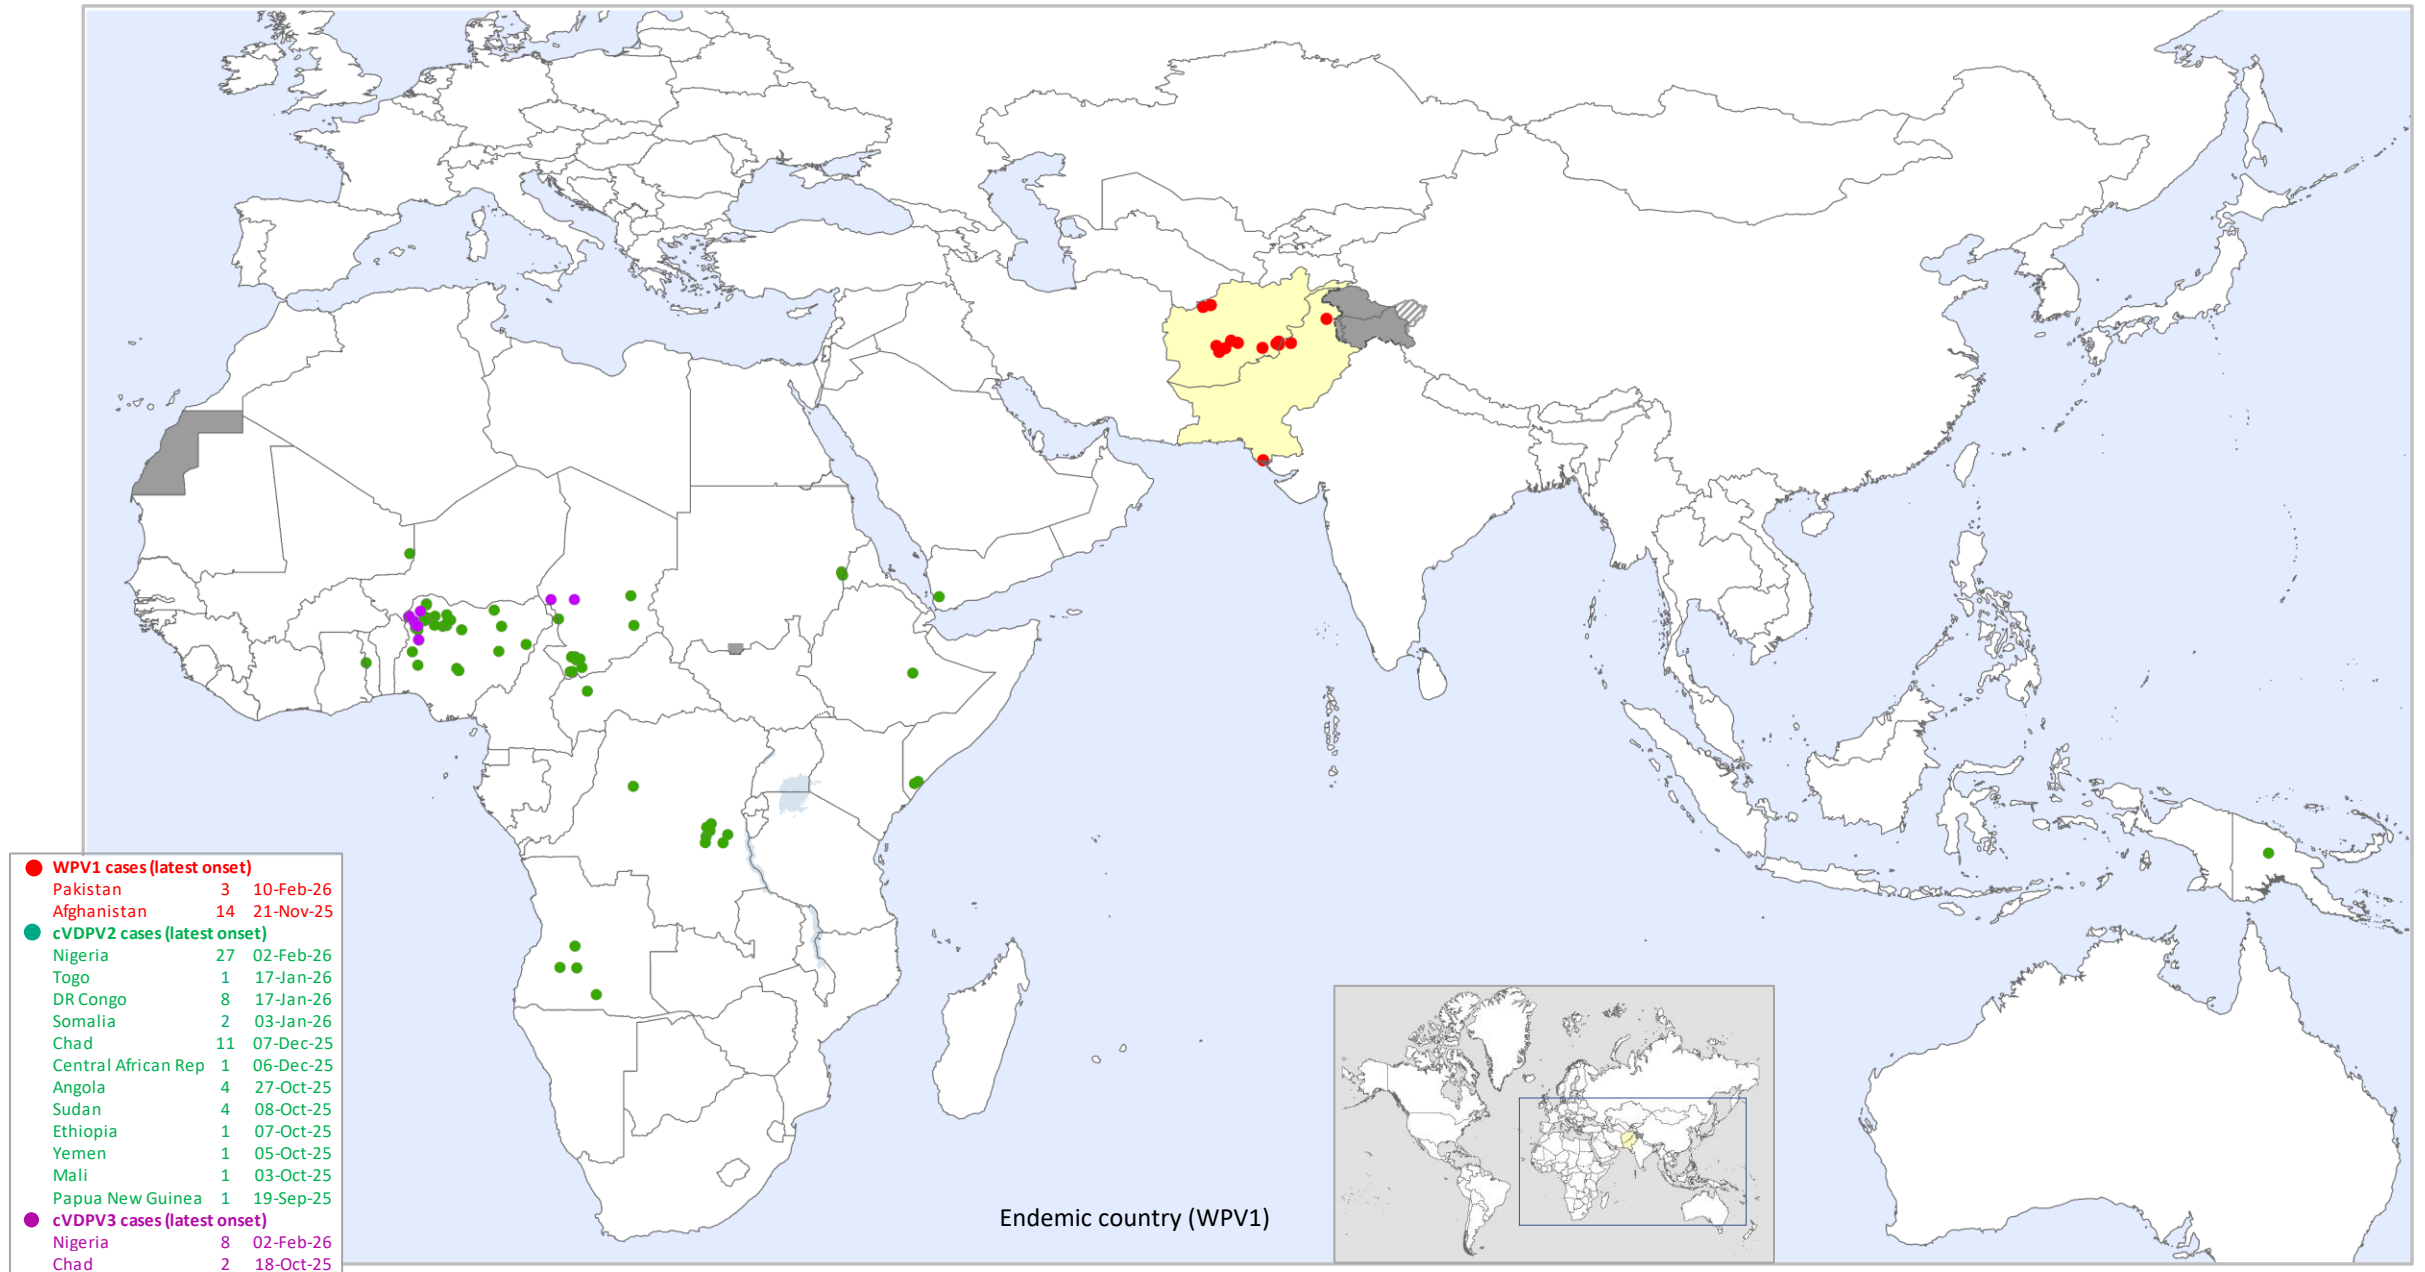 WPV1 cases (latest onset)
Pakistan 3 10-Feb-26
Afghanistan 14 21-Nov-25
cVDPV2 cases (latest onset)
Nigeria 27 02-Feb-26
Togo 1 17-Jan-26
DR Congo 8 17-Jan-26
Somalia 2 03-Jan-26
Chad 11 07-Dec-25
Central African Rep 1 06-Dec-25
Angola 4 27-Oct-25
Sudan 4 08-Oct-25
Ethiopia 1 07-Oct-25
Yemen 1 05-Oct-25
Mali 1 03-Oct-25
Papua New Guinea 1 19-Sep-25
cVDPV3 cases (latest onset)
Nigeria 8 02-Feb-26
Chad 2 18-Oct-25
Endemic country (WPV1)